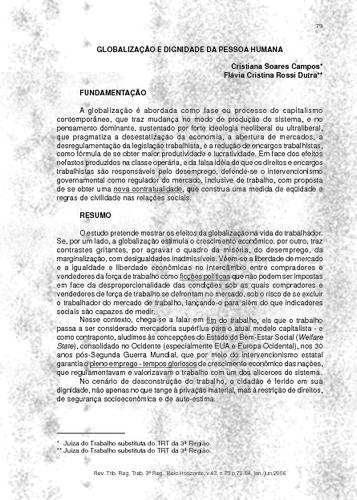 79
GLOBALIZAÇÃO E DIGNIDADE DA PESSOA HUMANA
Cristiana Soares Campos*
Flávia Cristina Rossi Dutra**
FUNDAMENTAÇÃO
A globalização é abordada como fase ou processo do capitalismo
contemporâneo, que traz mudança no modo de produção do sistema, e no
pensamento dominante, sustentado por forte ideologia neoliberal ou ultraliberal,
que pragmatiza a desestatização da economia, a abertura de mercados, a
desregulamentação da legislação trabalhista, e a redução de encargos trabalhistas,
como fórmula de se obter maior produtividade e lucratividade. Em face dos efeitos
nefastos produzidos na classe operária, e da falsa idéia de que os direitos e encargos
trabalhistas são responsáveis pelo desemprego, defende-se o intervencionismo
governamental como regulador do mercado, inclusive de trabalho, com proposta
de se obter uma nova contratualidade, que construa uma medida de eqüidade e
regras de civilidade nas relações sociais.
RESUMO
O estudo pretende mostrar os efeitos da globalização na vida do trabalhador.
Se, por um lado, a globalização estimula o crescimento econômico, por outro, traz
contrastes gritantes, por agravar o quadro da miséria, do desemprego, da
marginalização, com desigualdades inadmissíveis. Vêem-se a liberdade de mercado
e a igualdade e liberdade econômicas no intercâmbio entre compradores e
vendedores da força de trabalho como ficções políticas que não podem ser impostas
em face da desproporcionalidade das condições sob as quais compradores e
vendedores de força de trabalho se defrontam no mercado, sob o risco de se excluir
o trabalhador do mercado de trabalho, lançando-o para além do que indicadores
sociais são capazes de medir.
Nesse contexto, chega-se a falar em fim do trabalho, eis que o trabalho
passa a ser considerado mercadoria supérflua para o atual modelo capitalista - e
como contraponto, aludimos às concepções do Estado do Bem-Estar Social (Welfare
State), consolidado no Ocidente (especialmente EUA e Europa Ocidental), nos 30
anos pós-Segunda Guerra Mundial, que por meio do intervencionismo estatal
garantia o pleno emprego - tempos gloriosos do crescimento econômico das nações,
que regulamentavam e valorizavam o trabalho com um dos alicerces do sistema.
No cenário de desconstrução do trabalho, o cidadão é ferido em sua
dignidade, não apenas no que tange à privação material, mas à restrição de direitos,
de segurança socioeconômica e de auto-estima.
* Juíza do Trabalho substituta do TRT da 3ª Região.
** Juíza do Trabalho substituta do TRT da 3ª Região.
Rev. Trib. Reg. Trab. 3ª Reg., Belo Horizonte, v.43, n.73 p.79-94, jan./jun.2006